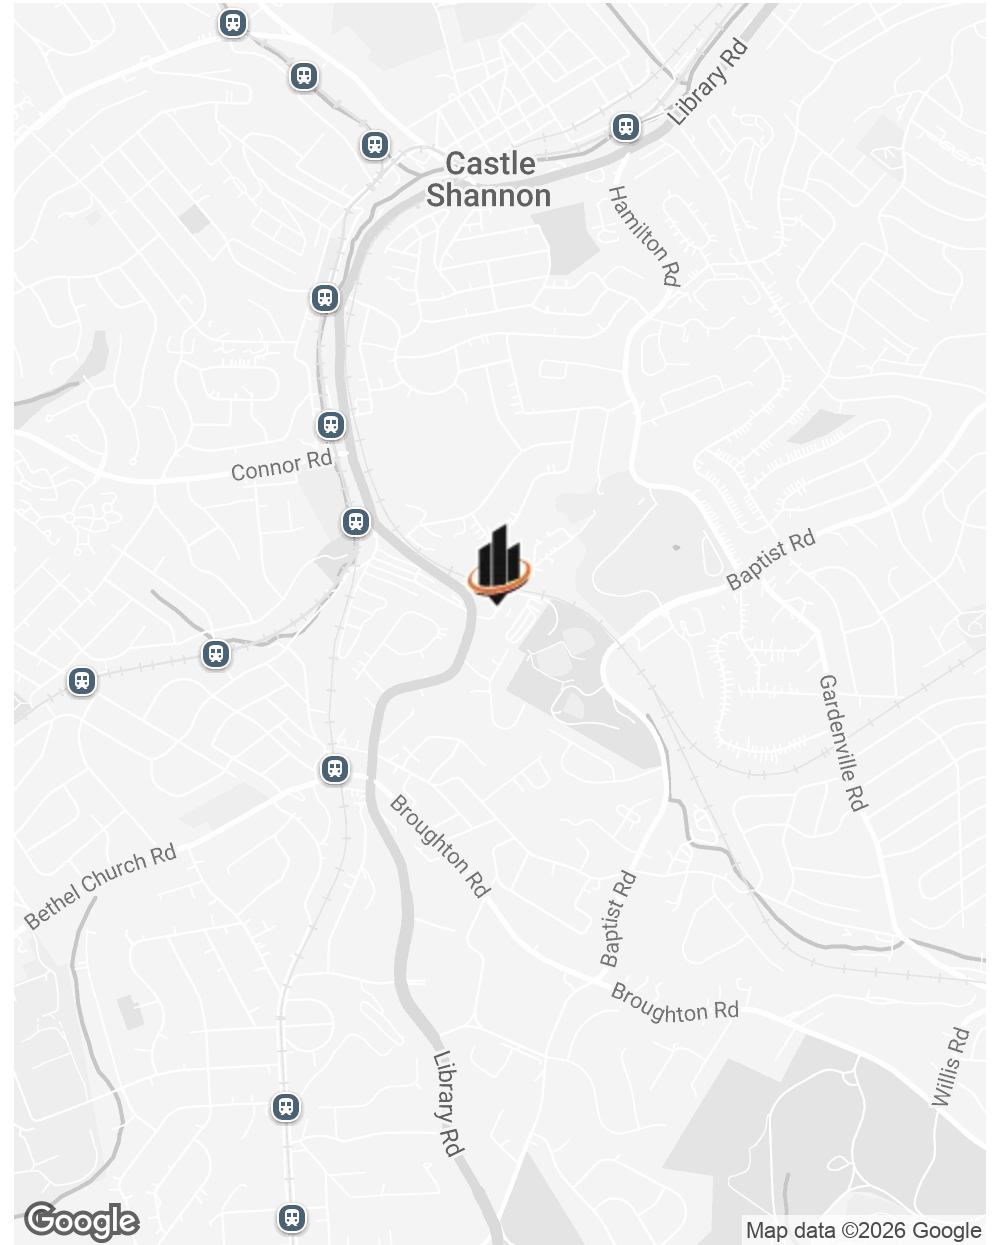 Library Rd
Castle
Shannon
Hamilton Rd
Connor Rd
Baptist Rd
Gardenville Rd
Broughton Rd
Bethel Church Rd
Baptist Rd
Broughton Rd
Willis Rd
Library Rd
Google
Map data ©2026 Google